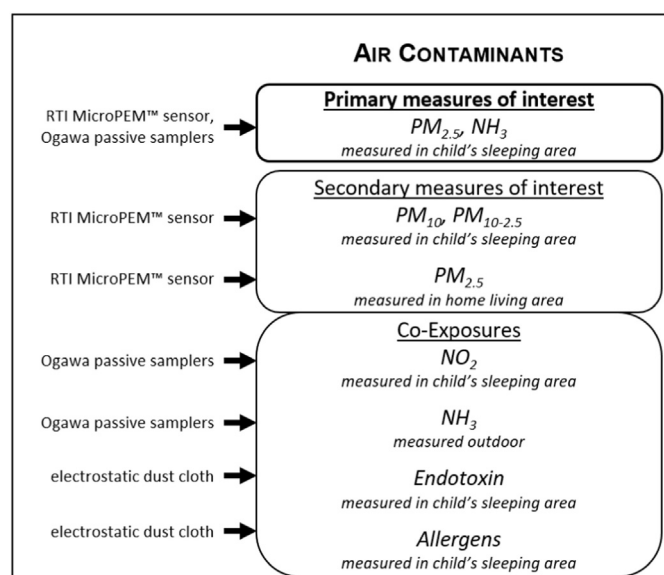 AIR CONTAMINANTS
RTI MicroPEM™ sensor,
Ogawa passive samplers
Primary measures of interest
PM2.5, NH3
measured in child's sleeping area
Secondary measures of interest
RTI MicroPEM™ sensor
PM10, PM10-2.5
measured in child's sleeping area
RTI MicroPEM™ sensor
PM2.5
measured in home living area
Co-Exposures
Ogawa passive samplers
NO2
measured in child's sleeping area
Ogawa passive samplers
NH3
measured outdoor
electrostatic dust cloth
Endotoxin
measured in child's sleeping area
electrostatic dust cloth
Allergens
measured in child's sleeping area